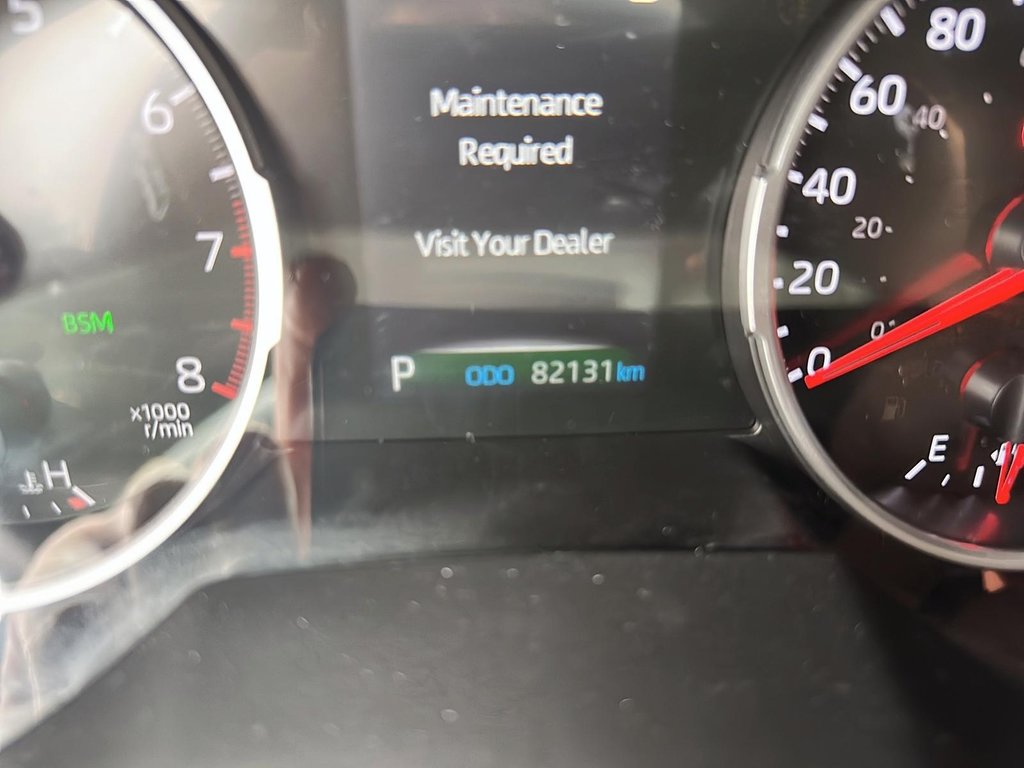 5
6
7
8
x1000
r/min
BSM
H
Maintenance
Required
Visit Your Dealer
P ODO 82131 km
80
60
40
40
20
20
0
0
E